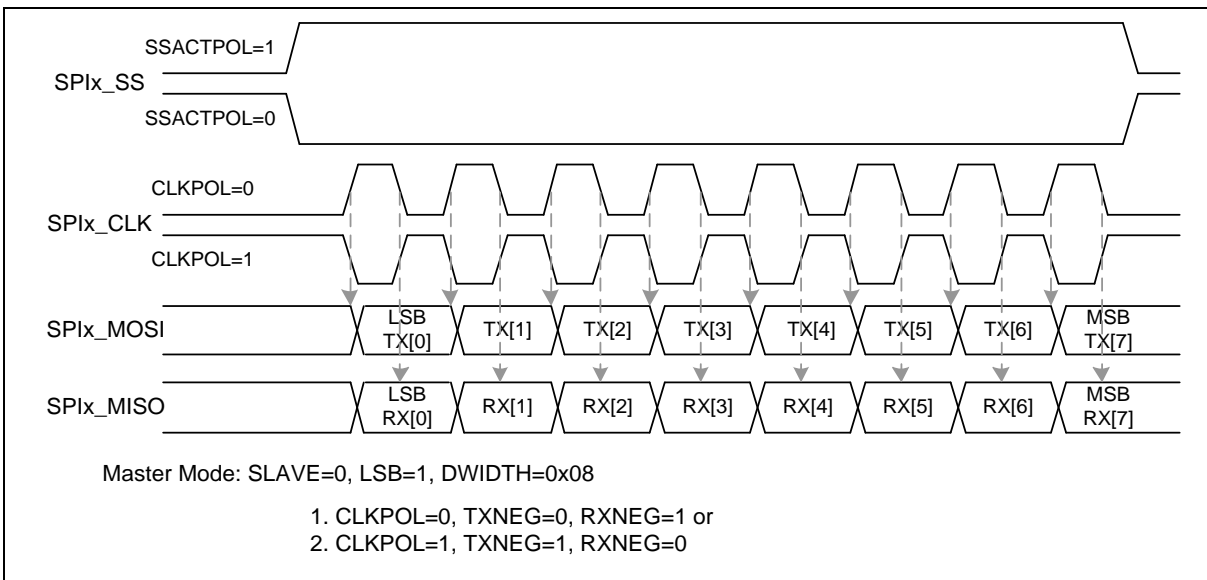 SSACTPOL=1
SPIx_SS
SSACTPOL=0
CLKPOL=0
SPIx_CLK
CLKPOL=1
SPIx_MOSI
LSB
TX[0]
TX[1]
TX[2]
TX[3]
TX[4]
TX[5]
TX[6]
MSB
TX[7]
SPIx_MISO
LSB
RX[0]
RX[1]
RX[2]
RX[3]
RX[4]
RX[5]
RX[6]
MSB
RX[7]
Master Mode: SLAVE=0, LSB=1, DWIDTH=0x08
1. CLKPOL=0, TXNEG=0, RXNEG=1 or
2. CLKPOL=1, TXNEG=1, RXNEG=0